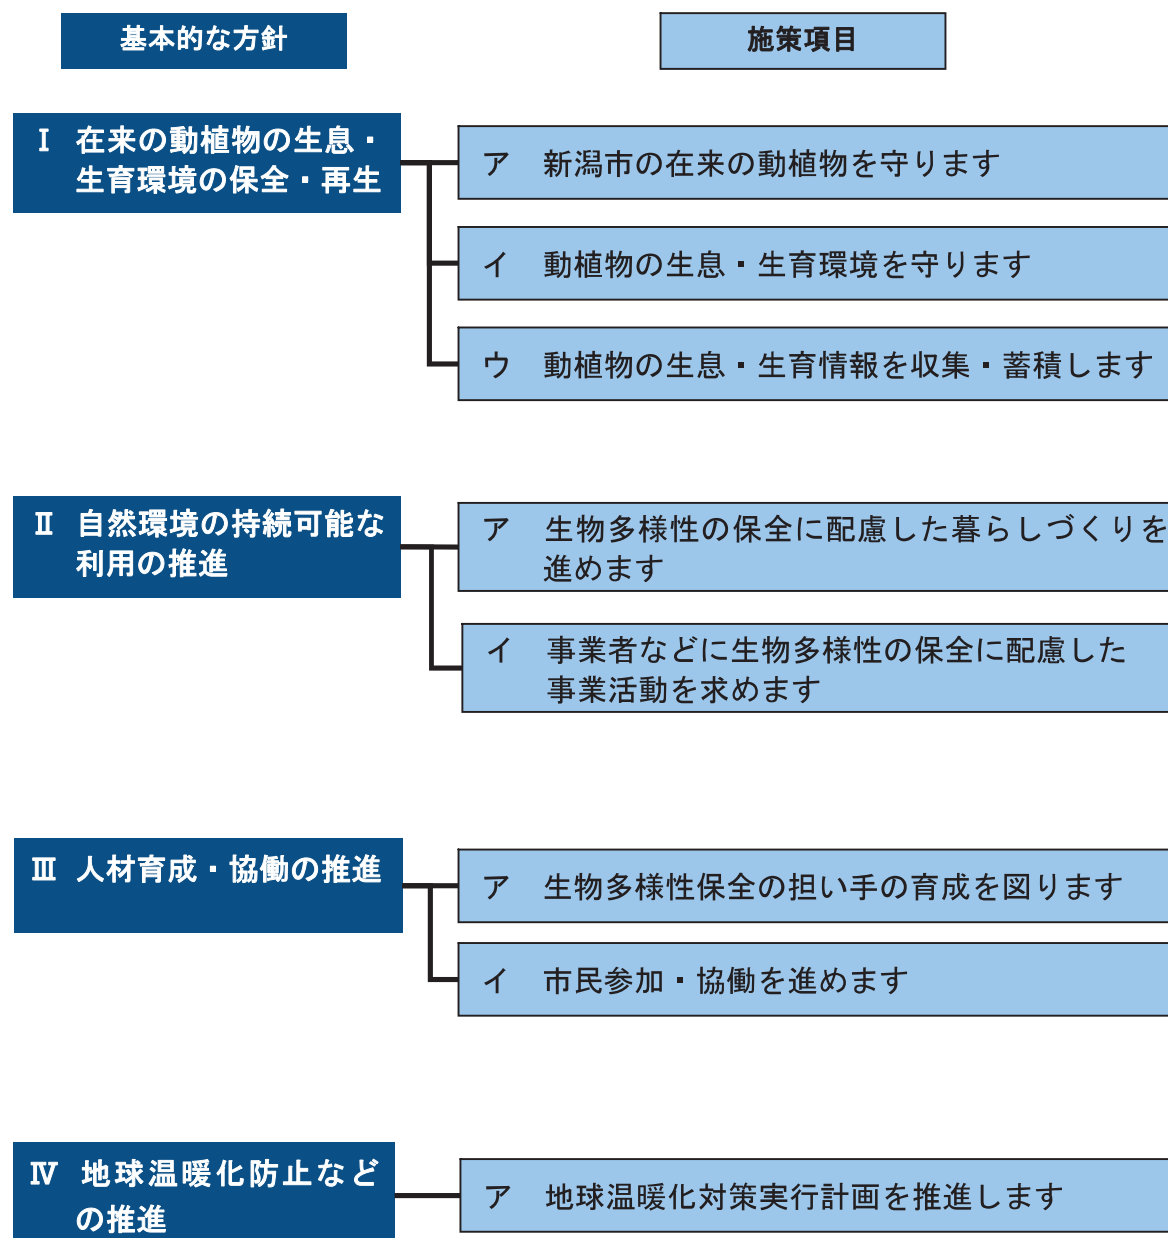 基本的な方針
施策項目
Ⅰ 在来の動植物の生息・
生育環境の保全・再生
ア 新潟市の在来の動植物を守ります
イ 動植物の生息・生育環境を守ります
ウ 動植物の生息・生育情報を収集・蓄積します
Ⅱ 自然環境の持続可能な
利用の推進
ア 生物多様性の保全に配慮した暮らしづくりを
進めます
イ 事業者などに生物多様性の保全に配慮した
事業活動を求めます
Ⅲ 人材育成・協働の推進
ア 生物多様性保全の担い手の育成を図ります
イ 市民参加・協働を進めます
Ⅳ 地球温暖化防止など
の推進
ア 地球温暖化対策実行計画を推進します